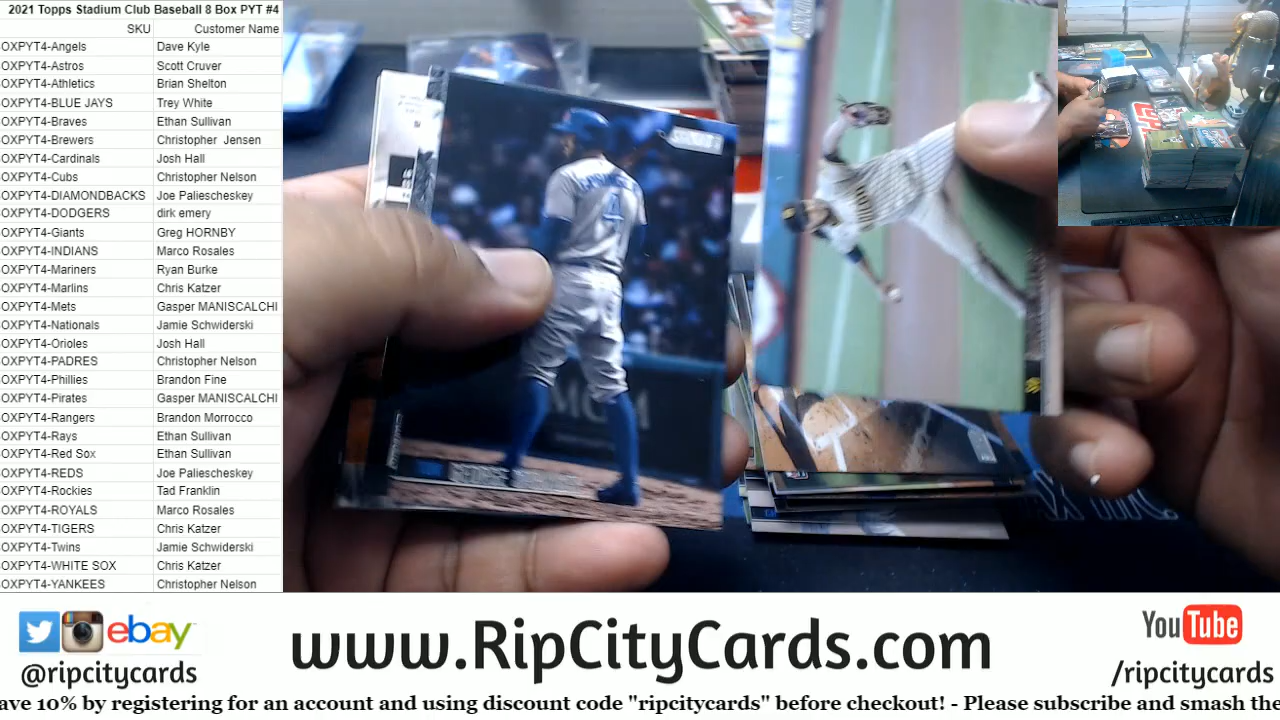 2021 Topps Stadium Club Baseball 8 Box PYT #4
SKU Customer Name
OXPYT4-Angels Dave Kyle
OXPYT4-Astros Scott Cruver
OXPYT4-Athletics Brian Shelton
OXPYT4-BLUE JAYS Trey White
OXPYT4-Braves Ethan Sullivan
OXPYT4-Brewers Christopher Jensen
OXPYT4-Cardinals Josh Hall
OXPYT4-Cubs Christopher Nelson
OXPYT4-DIAMONDBACKS Joe Paliescheskey
OXPYT4-DODGERS dirk emery
OXPYT4-Giants Greg HORNBY
OXPYT4-INDIANS Marco Rosales
OXPYT4-Mariners Ryan Burke
OXPYT4-Marlins Chris Katzer
OXPYT4-Mets Gasper MANISCALCHI
OXPYT4-Nationals Jamie Schwiderski
OXPYT4-Orioles Josh Hall
OXPYT4-PADRES Christopher Nelson
OXPYT4-Phillies Brandon Fine
OXPYT4-Pirates Gasper MANISCALCHI
OXPYT4-Rangers Brandon Morrocco
OXPYT4-Rays Ethan Sullivan
OXPYT4-Red Sox Ethan Sullivan
OXPYT4-REDS Joe Paliescheskey
OXPYT4-Rockies Tad Franklin
OXPYT4-ROYALS Marco Rosales
OXPYT4-TIGERS Chris Katzer
OXPYT4-Twins Jamie Schwiderski
OXPYT4-WHITE SOX Chris Katzer
OXPYT4-YANKEES Christopher Nelson
4
GEORGE
ebay
@ripcitycards
www.RipCityCards.com
YouTube
/ripcitycards
ave 10% by registering for an account and using discount code "ripcitycards" before checkout! - Please subscribe and smash the